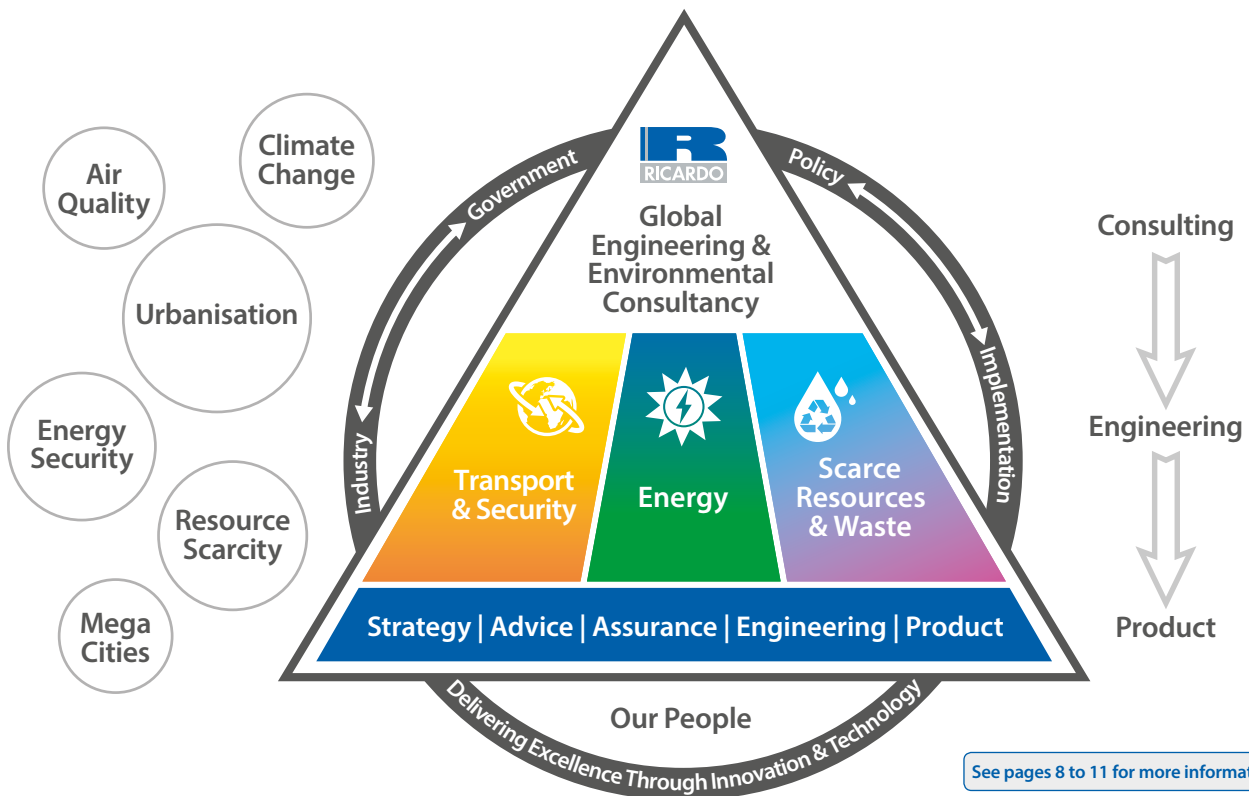 Air
Quality
Climate
Change
Urbanisation
Energy
Security
Resource
Scarcity
Mega
Cities
Government
Industry
RICARDO
Global
Engineering &
Environmental
Consultancy
Policy
Implementation
Transport
& Security
Energy
Scarce
Resources
& Waste
Strategy | Advice | Assurance | Engineering | Product
Our People
Delivering Excellence Through Innovation & Technology
Consulting
Engineering
Product
See pages 8 to 11 for more informat